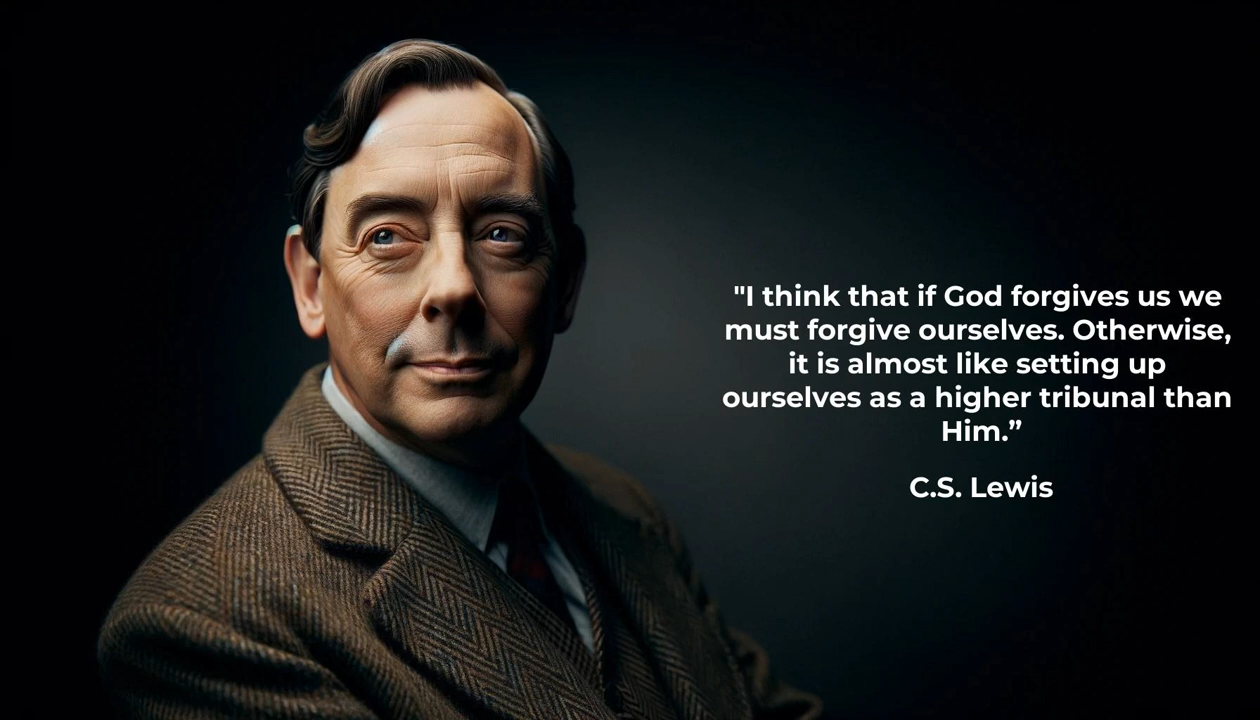 "I think that if God forgives us we
must forgive ourselves. Otherwise,
it is almost like setting up
ourselves as a higher tribunal than
Him.”
C.S. Lewis